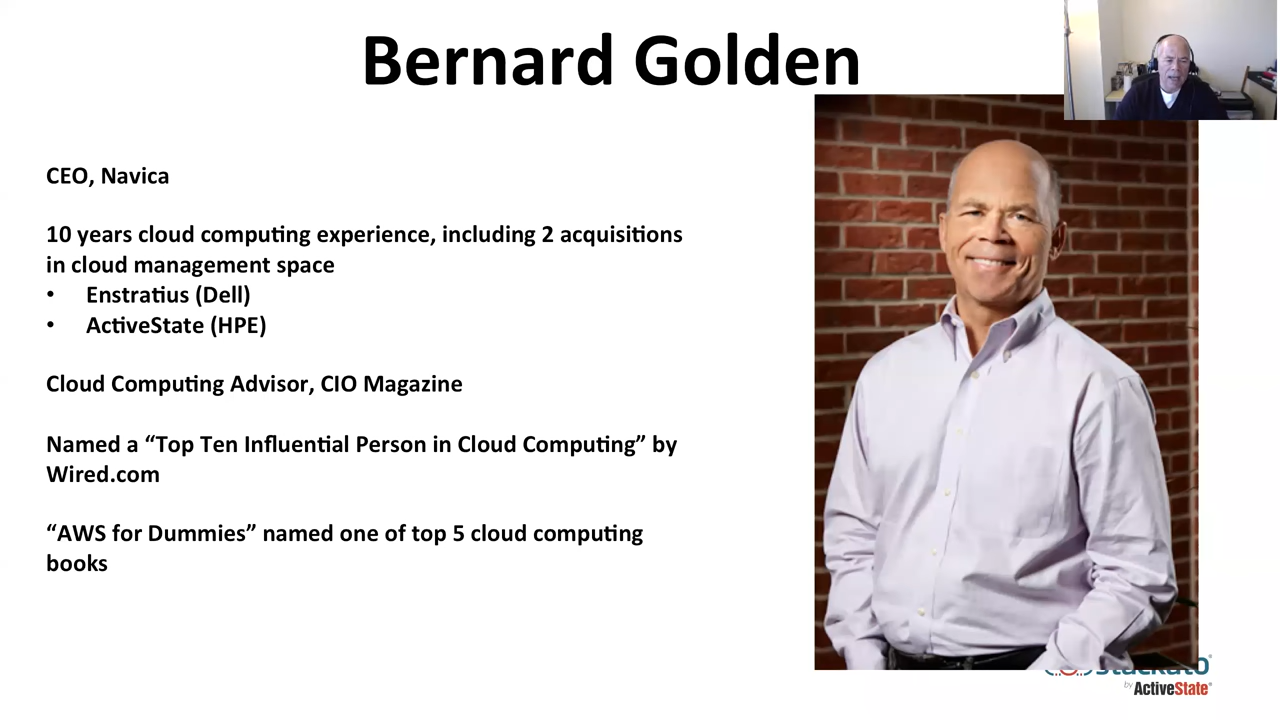 Bernard Golden
CEO, Navica
10 years cloud computing experience, including 2 acquisitions
in cloud management space
• Enstratius (Dell)
• ActiveState (HPE)
Cloud Computing Advisor, CIO Magazine
Named a “Top Ten Influential Person in Cloud Computing” by
Wired.com
“AWS for Dummies” named one of top 5 cloud computing
books
stackato
by ActiveState